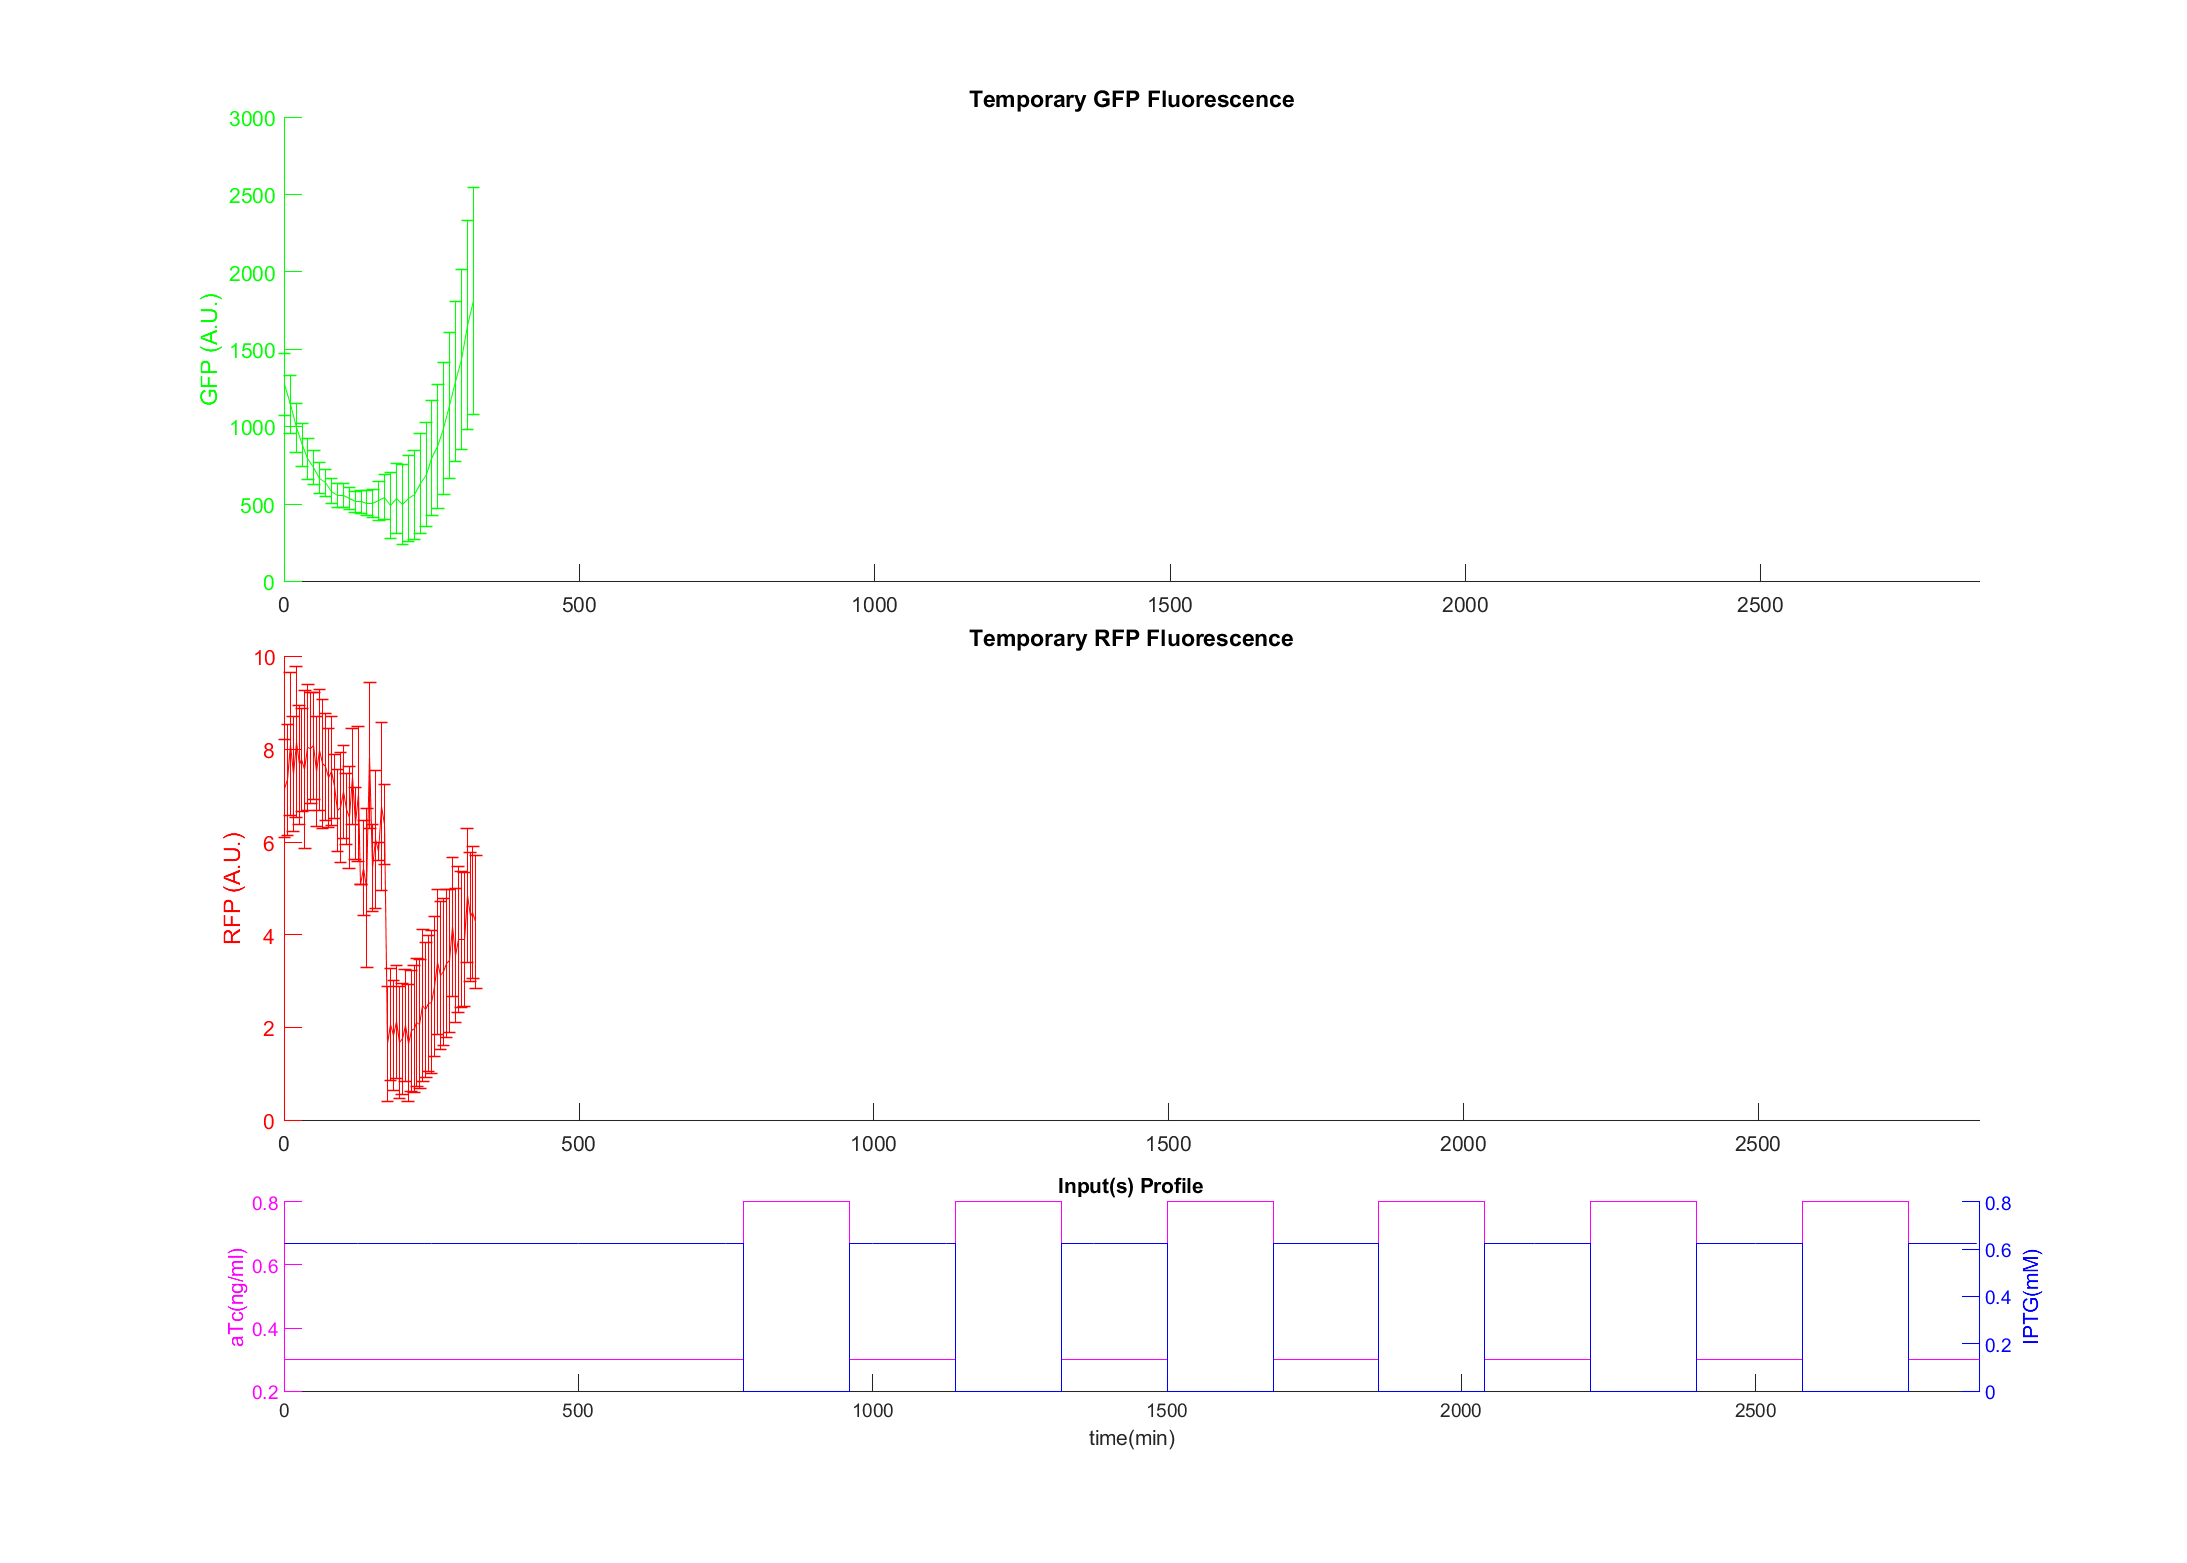 Temporary GFP Fluorescence
3000
2500
2000
1500
1000
500
0
GFP (A.U.)
0 500 1000 1500 2000 2500
Temporary RFP Fluorescence
10
8
6
4
2
0
RFP (A.U.)
0 500 1000 1500 2000 2500
Input(s) Profile
0.8 0.8
0.6 0.6
0.4 0.4
0.2
0.2 0
aTc(ng/ml)
IPTG(mM)
0 500 1000 1500 2000 2500
time(min)